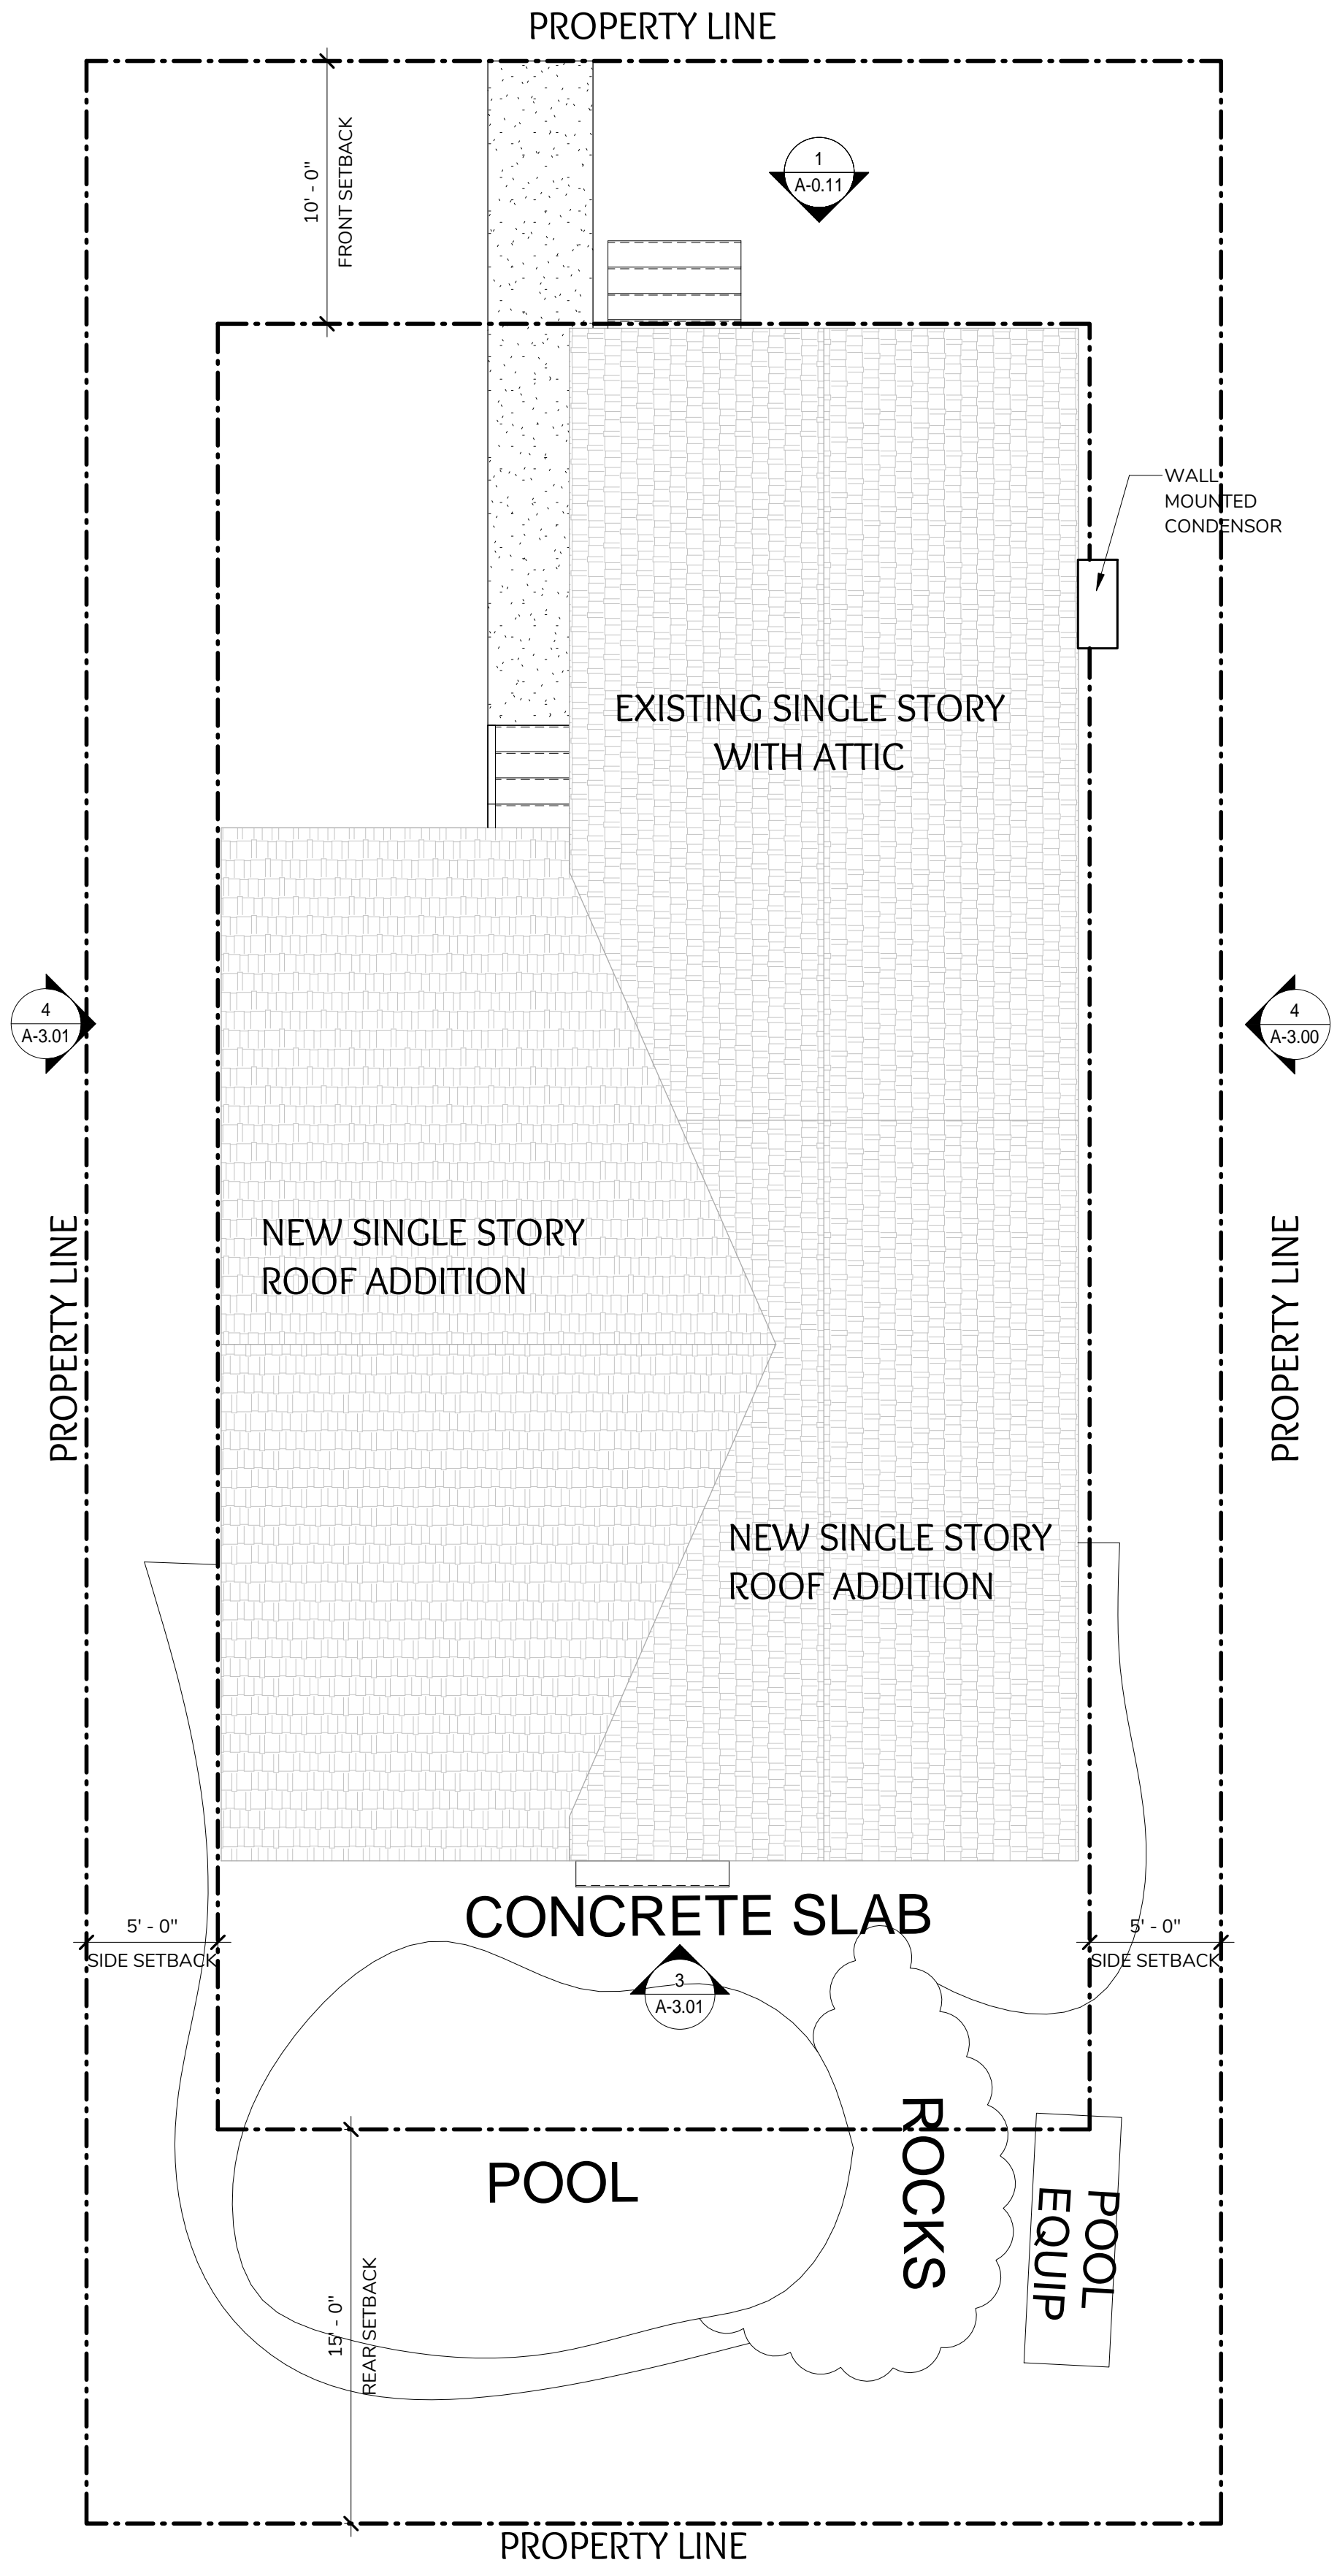 PROPERTY LINE
10' - 0"
FRONT SETBACK
1
A-0.11
WALL
MOUNTED
CONDENSOR
EXISTING SINGLE STORY
WITH ATTIC
4
A-3.01
4
A-3.00
PROPERTY LINE
NEW SINGLE STORY
ROOF ADDITION
PROPERTY LINE
NEW SINGLE STORY
ROOF ADDITION
CONCRETE SLAB
5' - 0"
SIDE SETBACK
5' - 0"
SIDE SETBACK
3
A-3.01
POOL
ROCKS
POOL
EQUIP
15' - 0"
REAR SETBACK
PROPERTY LINE